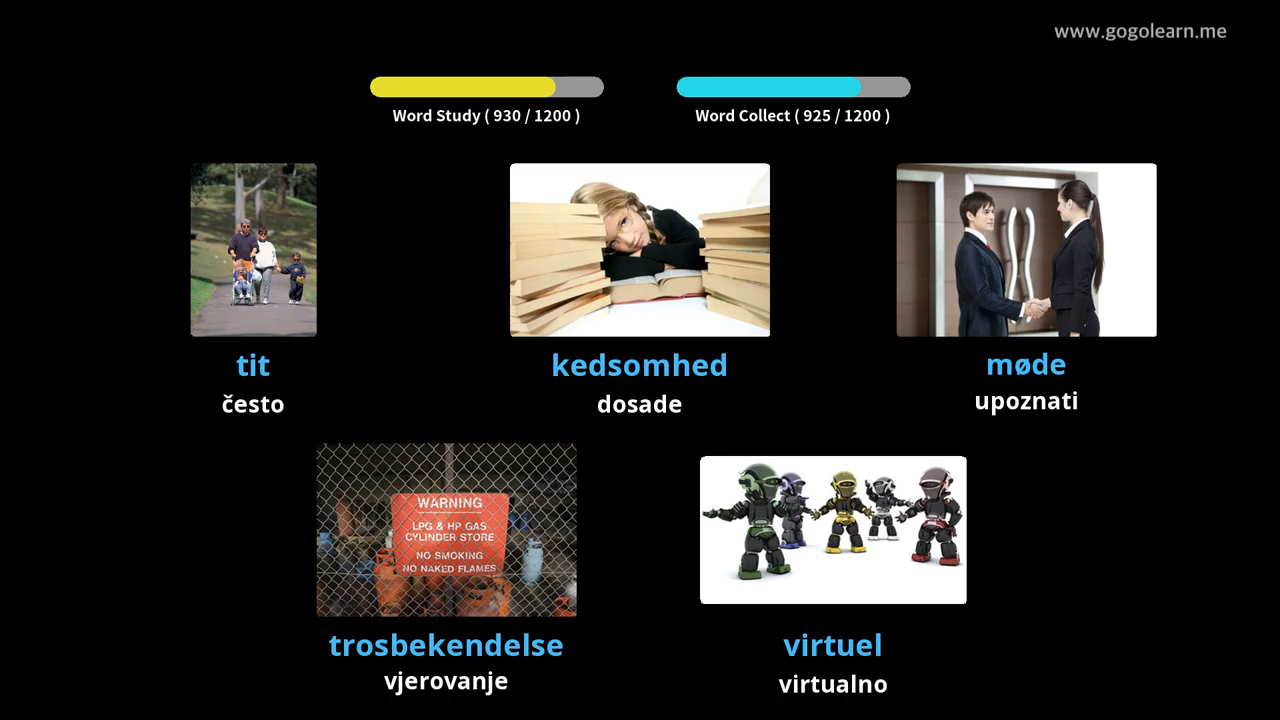 www.gogolearn.me
Word Study ( 930 / 1200 )
Word Collect ( 925 / 1200 )
tit
često
kedsomhed
dosade
møde
upoznati
WARNING
LPG & HP GAS
CYLINDER STORE
NO SMOKING
NO NAKED FLAMES
trosbekendelse
vjerovanje
virtuel
virtualno